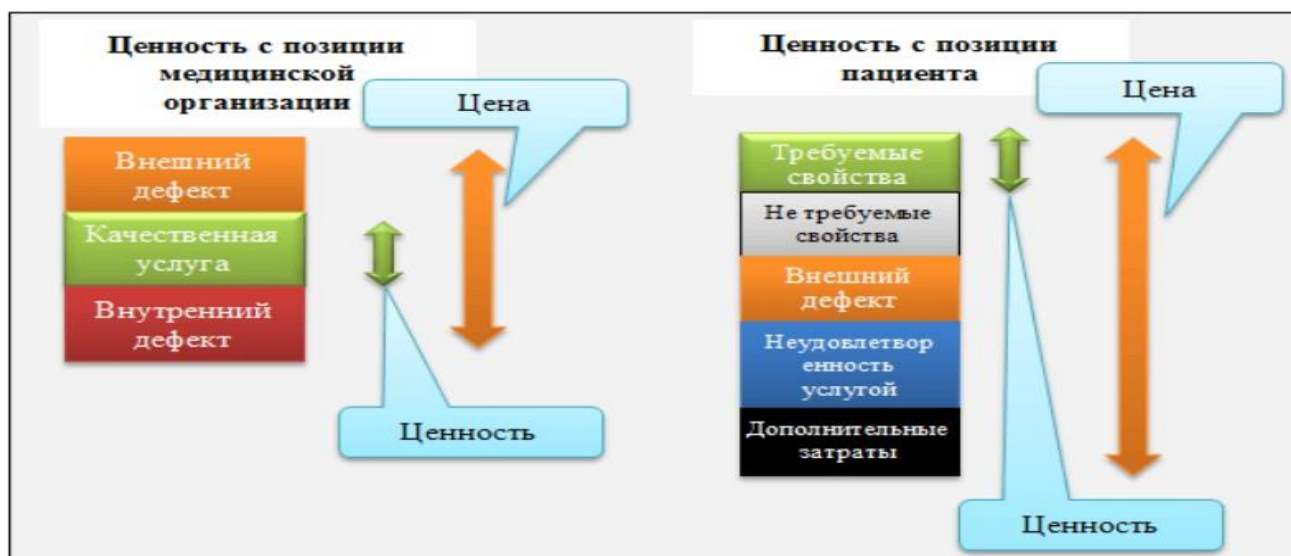 Ценность с позиции
медицинской
организации
Цена
Внешний
дефект
Качественная
услуга
Внутренний
дефект
Ценность
Ценность с позиции
пациента
Цена
Требуемые
свойства
Не требуемые
свойства
Внешний
дефект
Неудовлетвор
енность
услугой
Дополнительные
затраты
Ценность